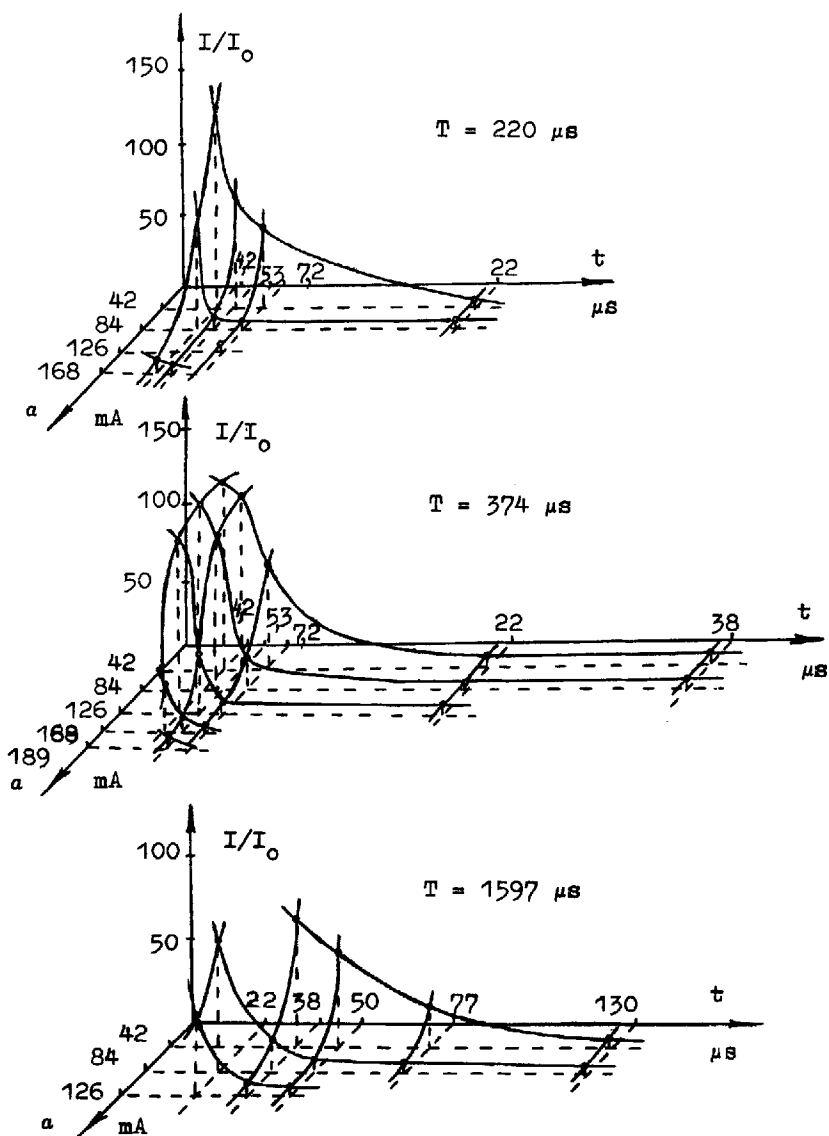 I/I₀
150
T = 220 μs
100
50
42 53 72 22 t
μs
42
84
126
168
a mA
150 I/I₀
T = 374 μs
100
50
42 53 72 22 38 t
μs
42
84
126
168
189
a mA
100 I/I₀
T = 1597 μs
50
22 38 50 77 130 t
μs
42
84
126
a mA